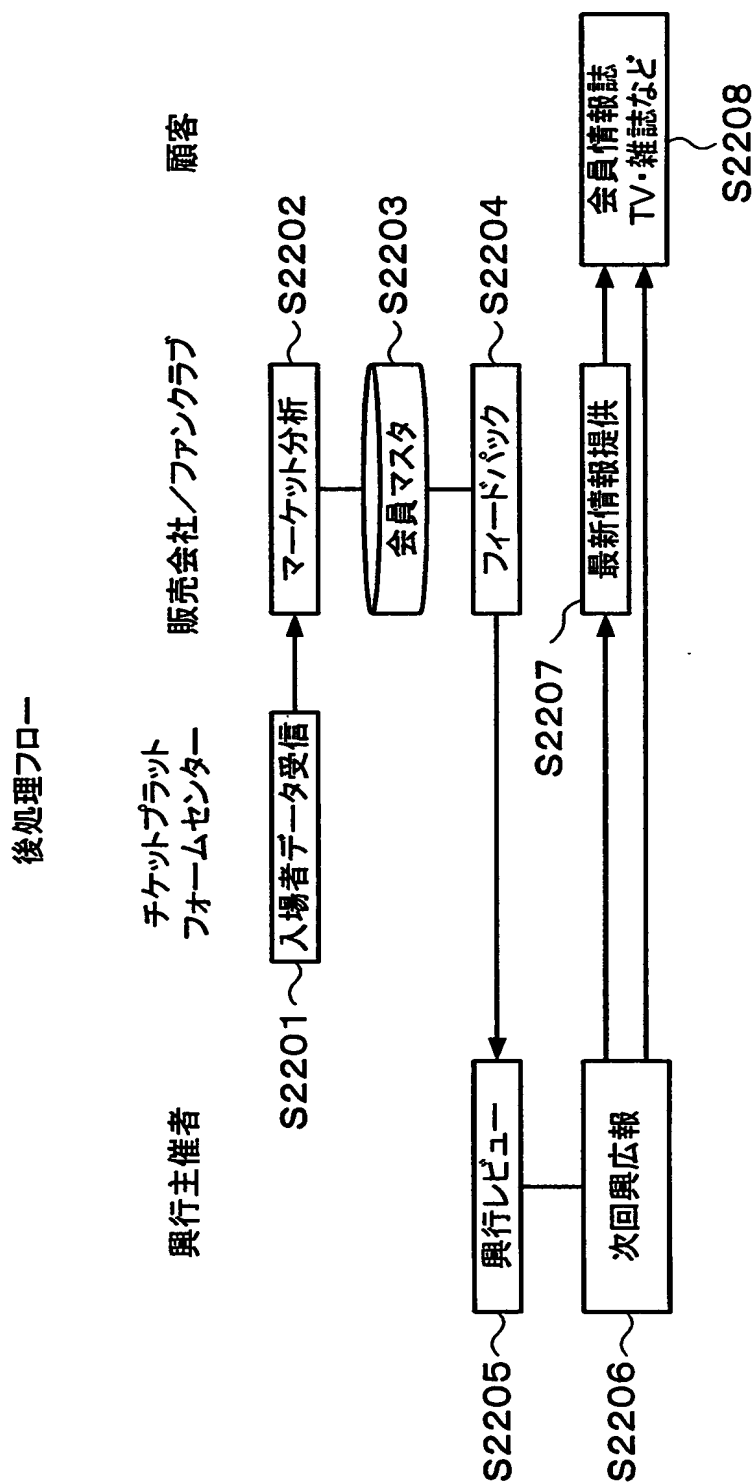 後処理フロー
興行主催者
チケットプラット
フォームセンター
販売会社／ファンクラブ
顧客
S2201
入場者データ受信
マーケット分析
S2202
会員マスタ
S2203
フィードバック
S2204
S2205
興行レビュー
S2206
次回興広報
S2207
最新情報提供
会員情報誌
TV・雑誌など
S2208